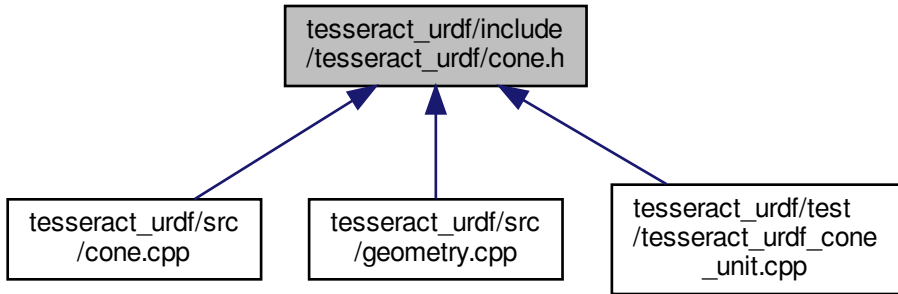 tesseract_urdf/include
/tesseract_urdf/cone.h
tesseract_urdf/src
/cone.cpp
tesseract_urdf/src
/geometry.cpp
tesseract_urdf/test
/tesseract_urdf_cone
_unit.cpp